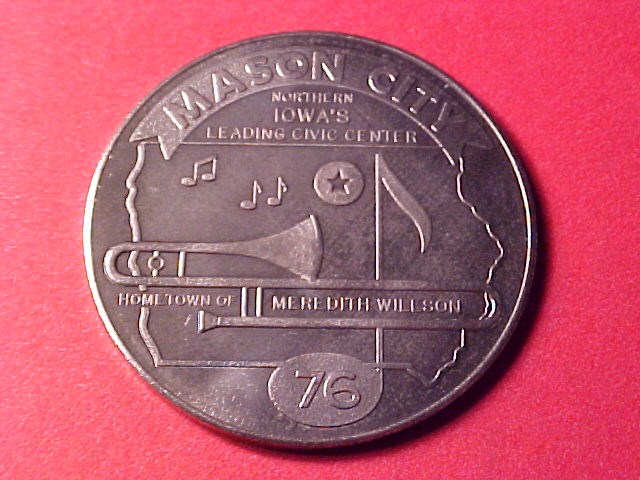 MASON CITY
NORTHERN
IOWA'S
LEADING CIVIC CENTER
HOMETOWN OF MEREDITH WILLSON
76